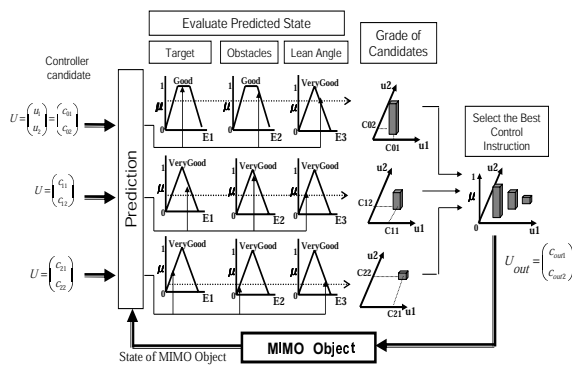 Evaluate Predicted State
Target
Obstacles
Lean Angle
Grade of
Candidates
Controller
candidate
Prediction
U = (u1 u2) = (c01 c02)
1
μ
0
Good
E1
1
0
Good
E2
1
0
VeryGood
E3
u2
C02
C01
u1
Select the Best
Control
Instruction
U = (c11 c12)
1
μ
0
VeryGood
E1
1
0
VeryGood
E2
1
0
VeryGood
E3
u2
C12
C11
u1
1
μ
0
u2
u1
U = (c21 c22)
1
μ
0
VeryGood
E1
1
0
VeryGood
E2
1
0
VeryGood
E3
u2
C22
C21
u1
Uout = (cout1 cout2)
State of MIMO Object
MIMO Object